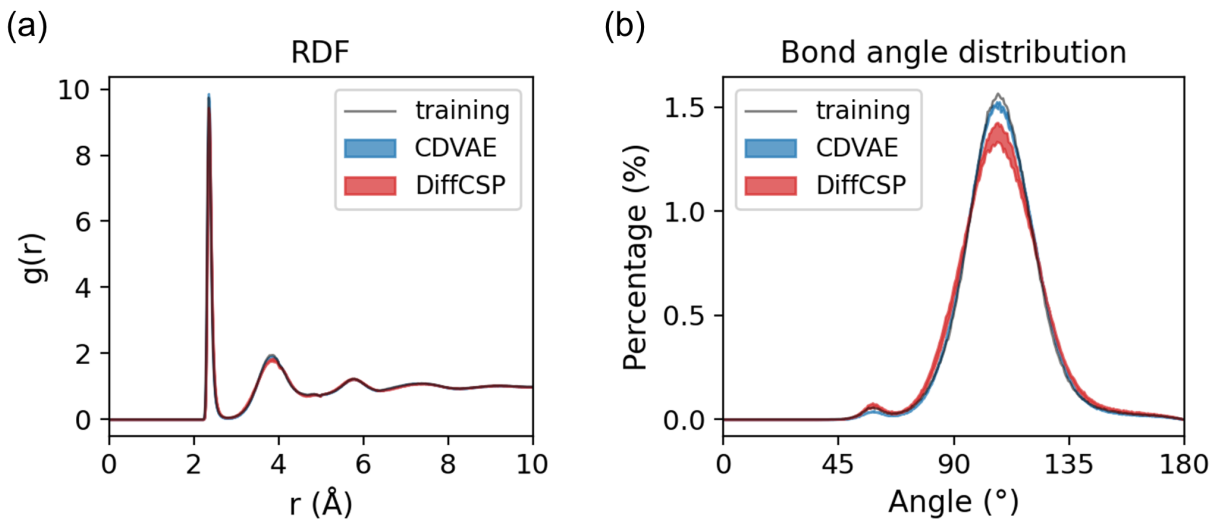 (a)
RDF
10
8
6
4
2
0
g(r)
training
CDVAE
DiffCSP
0 2 4 6 8 10
r (Å)
(b)
Bond angle distribution
1.5
1.0
0.5
0.0
Percentage (%)
training
CDVAE
DiffCSP
0 45 90 135 180
Angle (°)